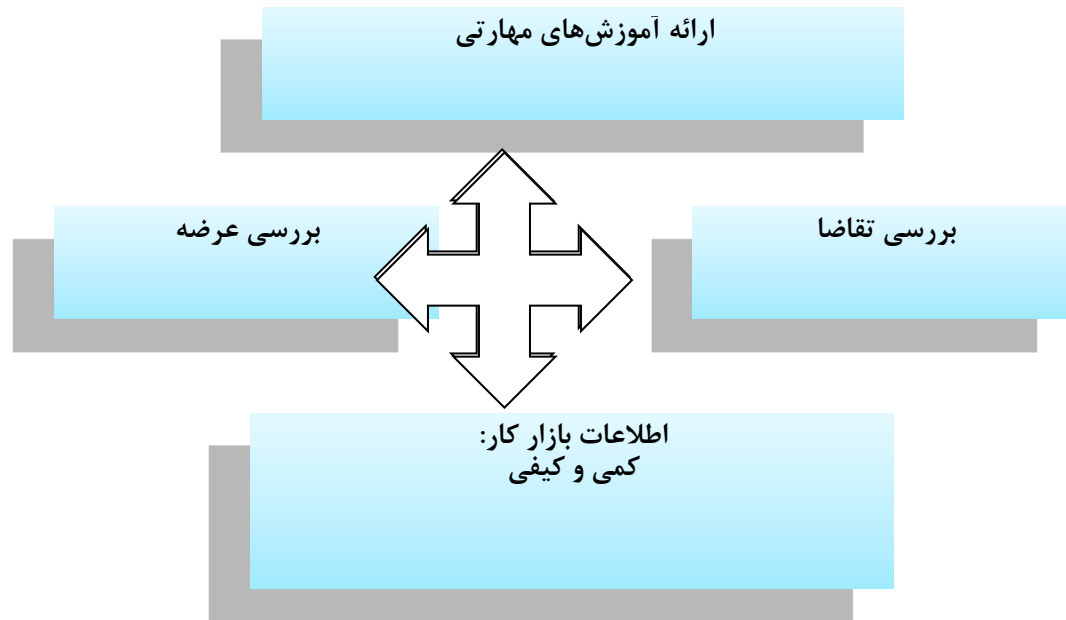 ارائه آموزش‌های مهارتی
بررسی تقاضا
بررسی عرضه
اطلاعات بازار کار:
کمی و کیفی